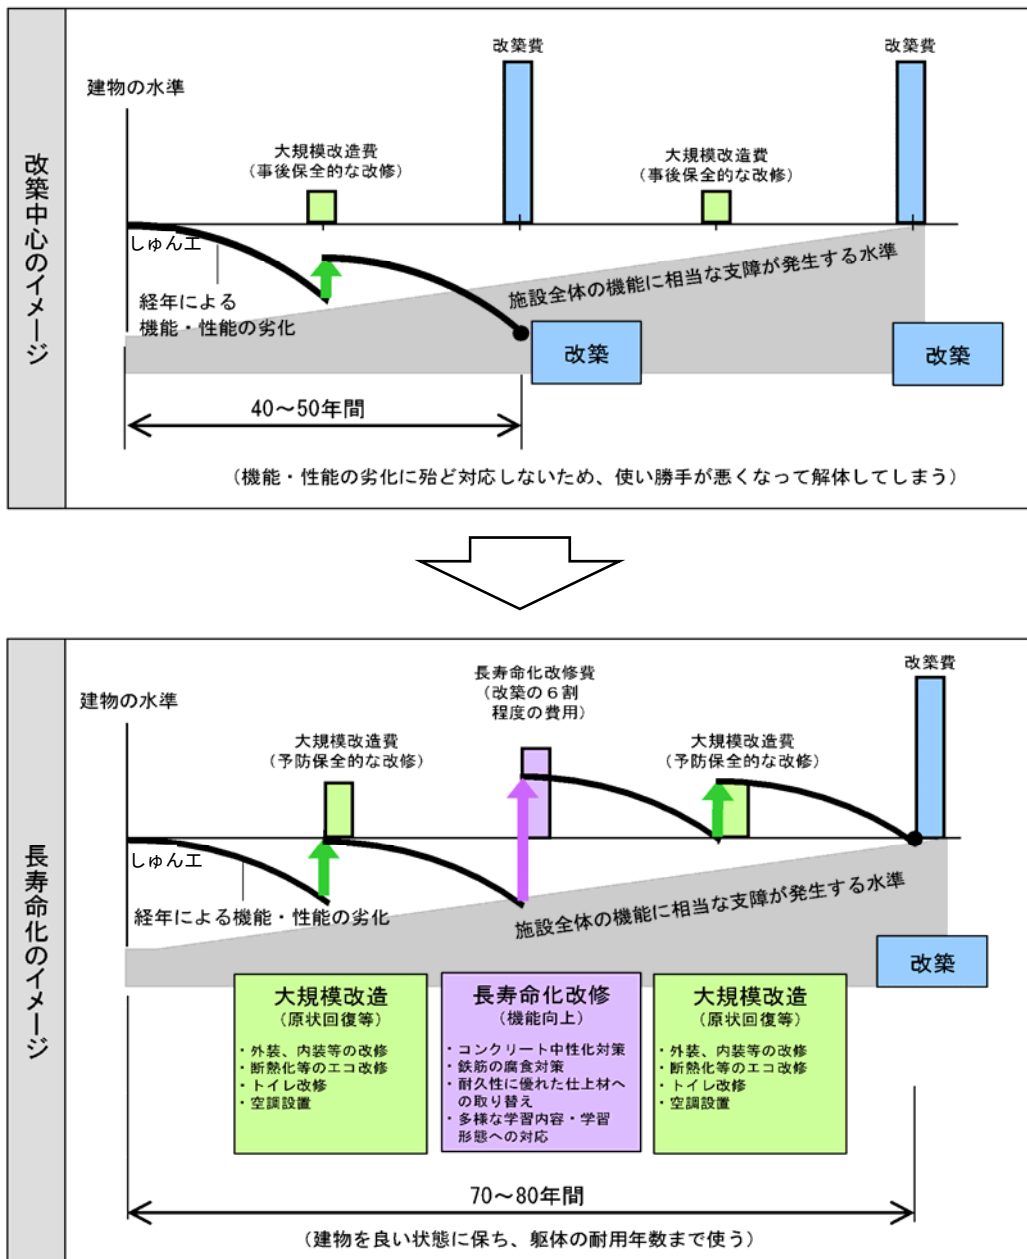 改築中心のイメージ
建物の水準
改築費
改築費
大規模改造費
（事後保全的な改修）
大規模改造費
（事後保全的な改修）
しゅん工
経年による
機能・性能の劣化
施設全体の機能に相当な支障が発生する水準
改築
改築
40～50年間
（機能・性能の劣化に殆ど対応しないため、使い勝手が悪くなって解体してしまう）
長寿命化のイメージ
建物の水準
大規模改造費
（予防保全的な改修）
長寿命化改修費
（改築の６割
程度の費用）
大規模改造費
（予防保全的な改修）
改築費
しゅん工
経年による機能・性能の劣化
施設全体の機能に相当な支障が発生する水準
改築
大規模改造
（原状回復等）
・外装、内装等の改修
・断熱化等のエコ改修
・トイレ改修
・空調設置
長寿命化改修
（機能向上）
・コンクリート中性化対策
・鉄筋の腐食対策
・耐久性に優れた仕上材へ
の取り替え
・多様な学習内容・学習
形態への対応
大規模改造
（原状回復等）
・外装、内装等の改修
・断熱化等のエコ改修
・トイレ改修
・空調設置
70～80年間
（建物を良い状態に保ち、躯体の耐用年数まで使う）